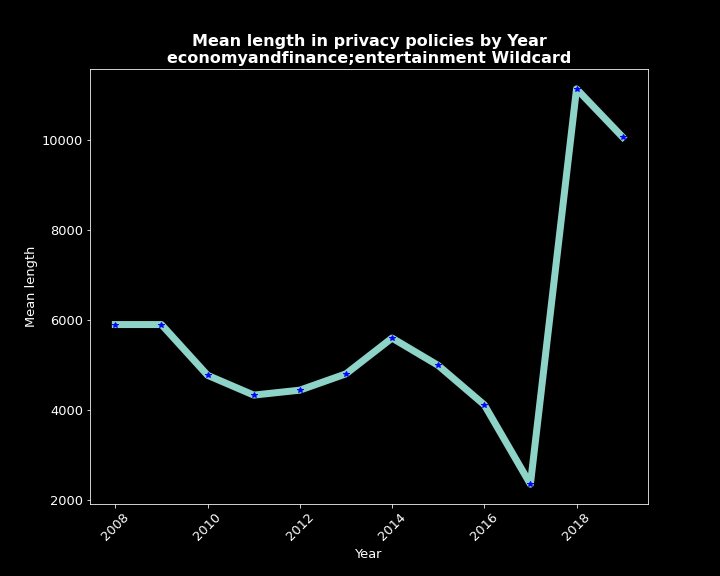 Mean length in privacy policies by Year
economyandfinance;entertainment Wildcard
10000
8000
6000
4000
2000
Mean length
2008
2010
2012
2014
2016
2018
Year